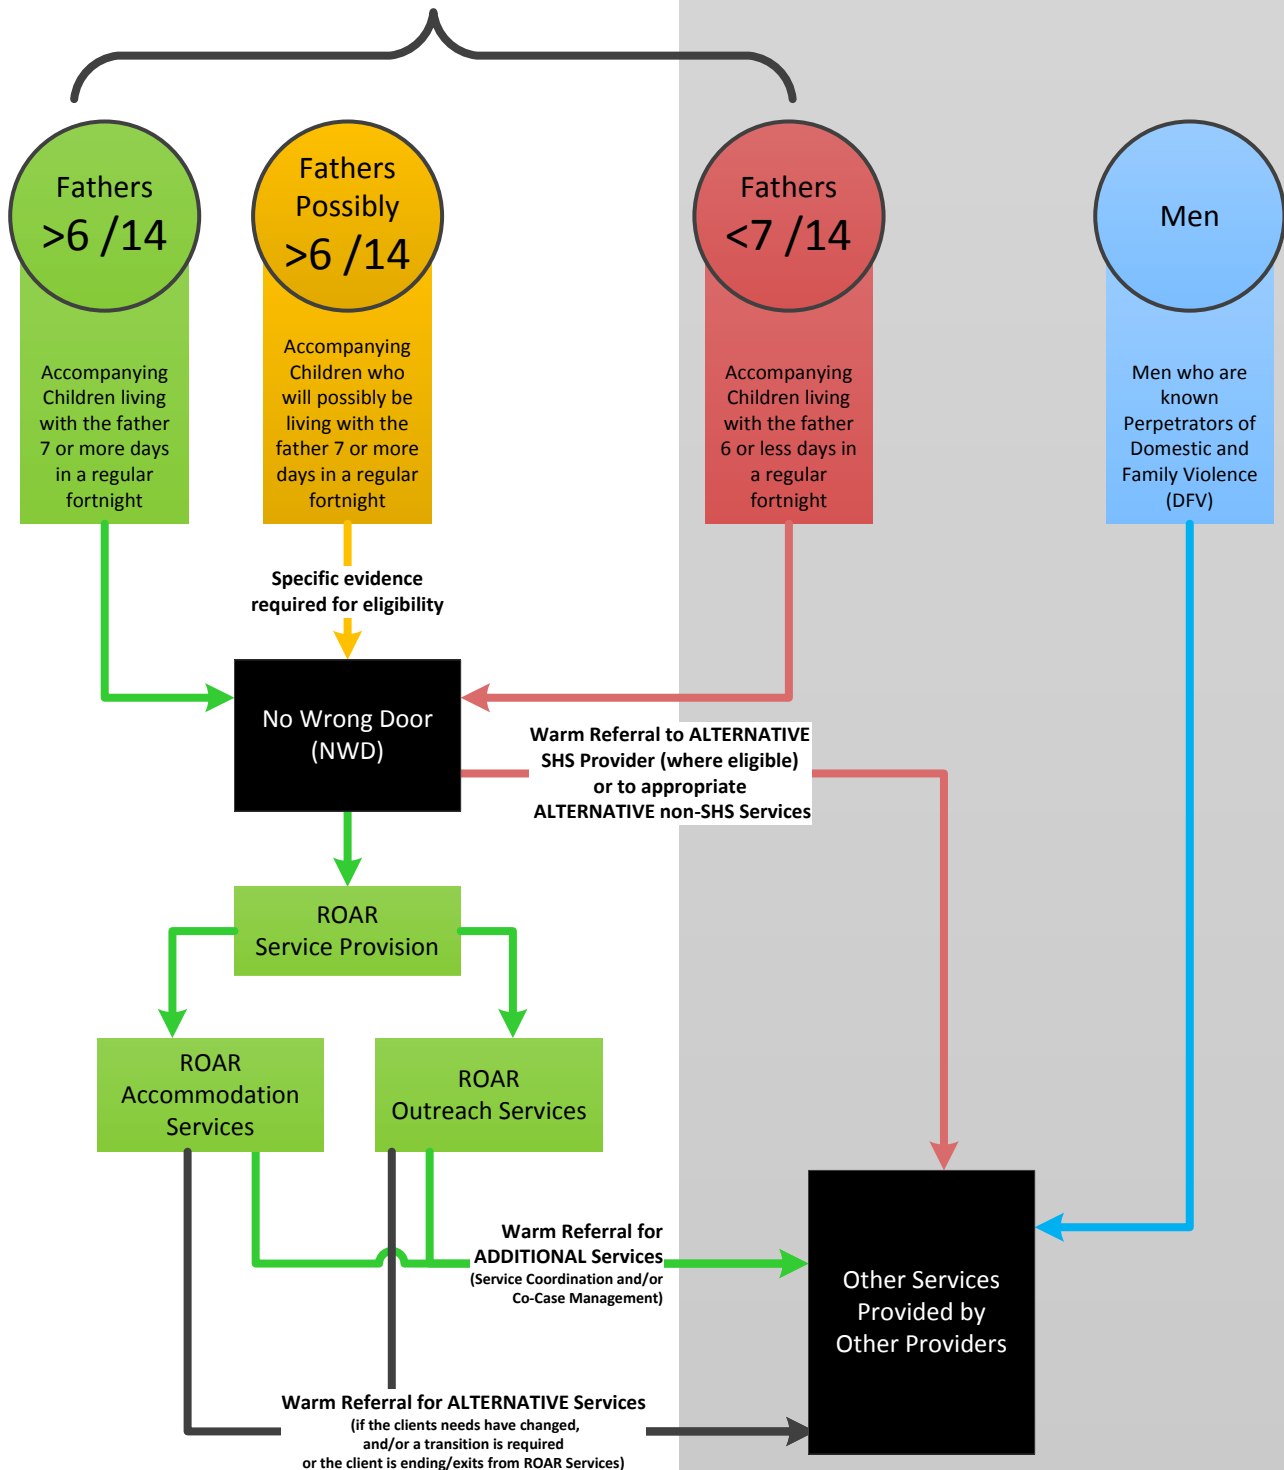 Fathers
>6 /14
Fathers
Possibly
>6 /14
Fathers
<7 /14
Men
Accompanying
Children living
with the father
7 or more days
in a regular
fortnight
Accompanying
Children who
will possibly be
living with the
father 7 or more
days in a regular
fortnight
Accompanying
Children living
with the father
6 or less days in
a regular
fortnight
Men who are
known
Perpetrators of
Domestic and
Family Violence
(DFV)
Specific evidence
required for eligibility
No Wrong Door
(NWD)
Warm Referral to ALTERNATIVE
SHS Provider (where eligible)
or to appropriate
ALTERNATIVE non-SHS Services
ROAR
Service Provision
ROAR
Accommodation
Services
ROAR
Outreach Services
Warm Referral for
ADDITIONAL Services
(Service Coordination and/or
Co-Case Management)
Other Services
Provided by
Other Providers
Warm Referral for ALTERNATIVE Services
(if the clients needs have changed,
and/or a transition is required
or the client is ending/exits from ROAR Services)